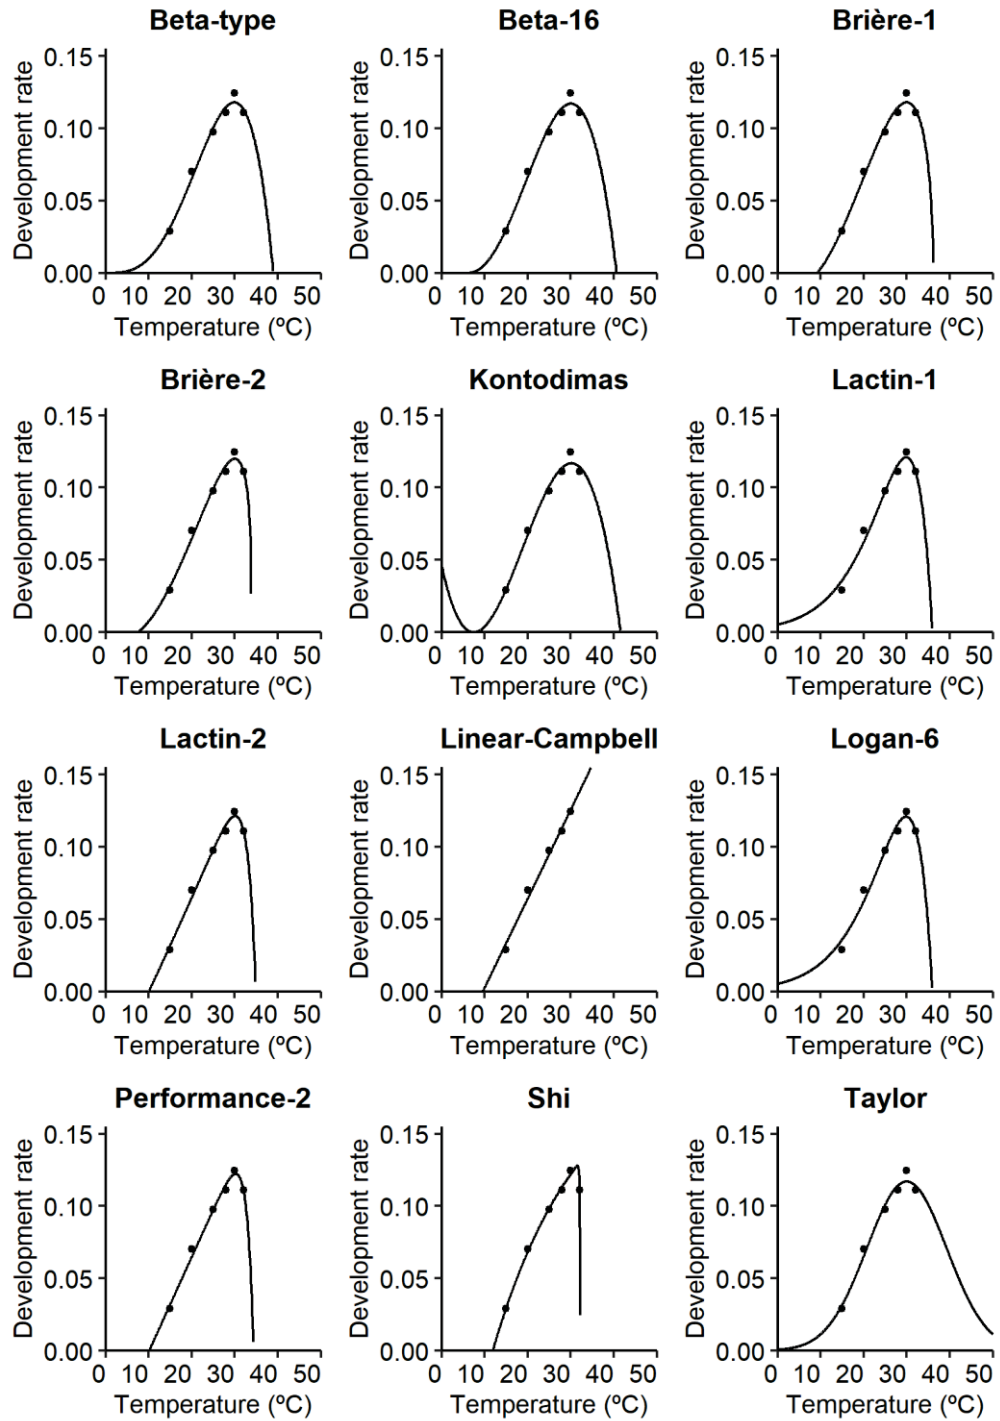 Beta-type
Beta-16
Brière-1
Development rate
0.15
0.10
0.05
0.00
0 10 20 30 40 50
Temperature (ºC)
Development rate
0.15
0.10
0.05
0.00
0 10 20 30 40 50
Temperature (ºC)
Development rate
0.15
0.10
0.05
0.00
0 10 20 30 40 50
Temperature (ºC)
Brière-2
Kontodimas
Lactin-1
Development rate
0.15
0.10
0.05
0.00
0 10 20 30 40 50
Temperature (ºC)
Development rate
0.15
0.10
0.05
0.00
0 10 20 30 40 50
Temperature (ºC)
Development rate
0.15
0.10
0.05
0.00
0 10 20 30 40 50
Temperature (ºC)
Lactin-2
Linear-Campbell
Logan-6
Development rate
0.15
0.10
0.05
0.00
0 10 20 30 40 50
Temperature (ºC)
Development rate
0.15
0.10
0.05
0.00
0 10 20 30 40 50
Temperature (ºC)
Development rate
0.15
0.10
0.05
0.00
0 10 20 30 40 50
Temperature (ºC)
Performance-2
Shi
Taylor
Development rate
0.15
0.10
0.05
0.00
0 10 20 30 40 50
Temperature (ºC)
Development rate
0.15
0.10
0.05
0.00
0 10 20 30 40 50
Temperature (ºC)
Development rate
0.15
0.10
0.05
0.00
0 10 20 30 40 50
Temperature (ºC)